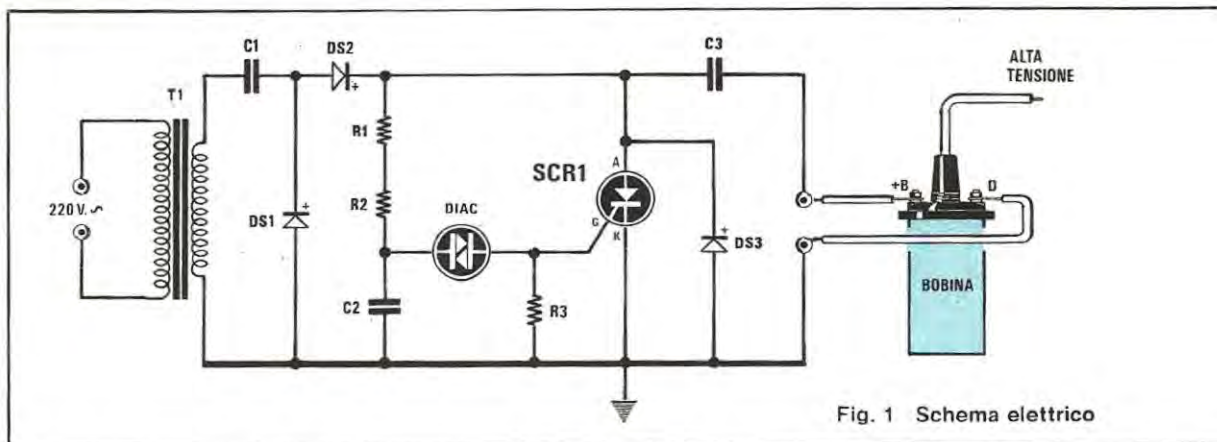 C1
DS2
C3
ALTA
TENSIONE
T1
R1
SCR1
A
+B
D
R2
220 V. ~
DS1
DIAC
G
K
DS3
BOBINA
C2
R3
Fig. 1 Schema elettrico